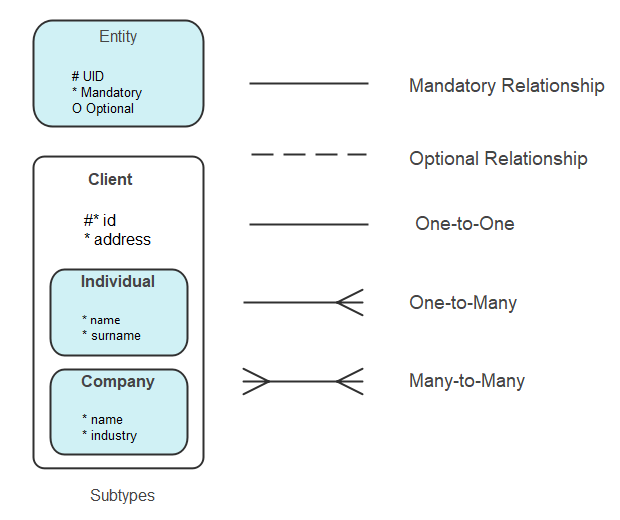 Entity
# UID
* Mandatory
O Optional
Client
#* id
* address
Individual
* name
* surname
Company
* name
* industry
Subtypes
Mandatory Relationship
Optional Relationship
One-to-One
One-to-Many
Many-to-Many